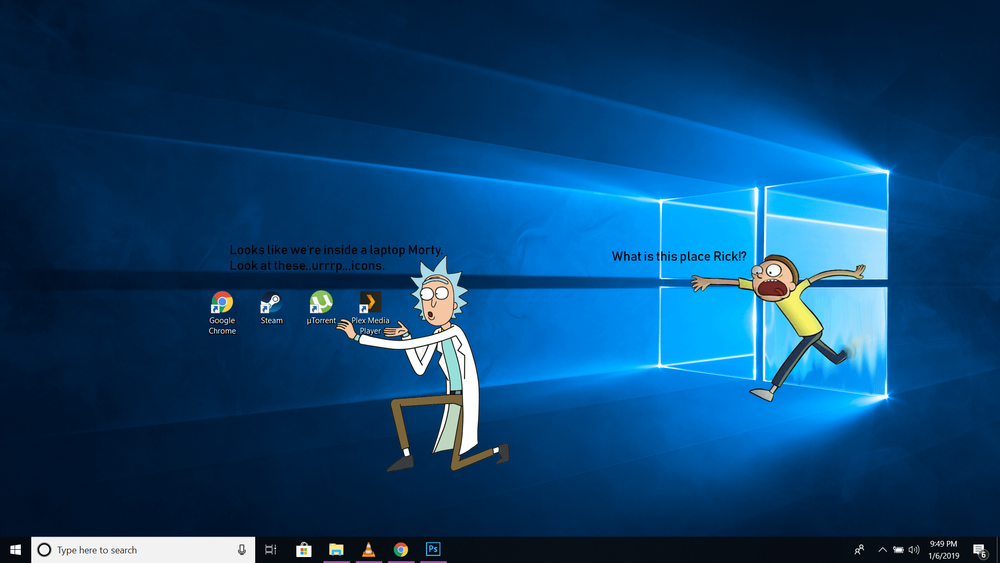 Looks like we're inside a laptop Morty.
Look at these,,urrrp,,,icons.
What is this place Rick!?
Google
Chrome
Steam
µTorrent
Plex Media
Player
Type here to search
Ps
9:49 PM
1/6/2019
6